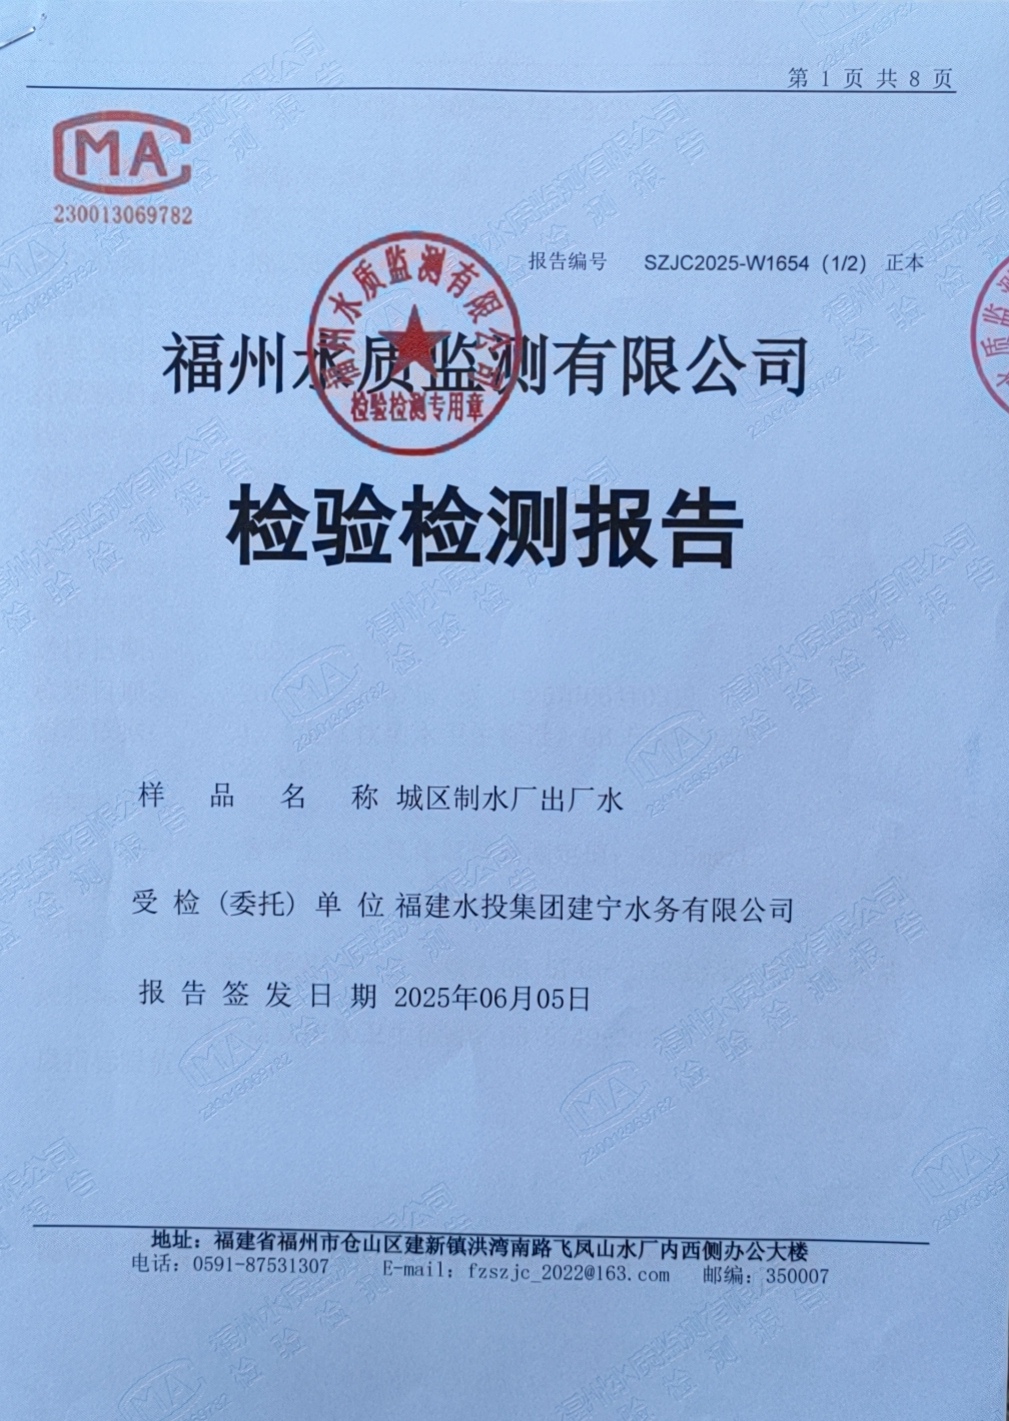 第 1 页 共 8 页
MA
230013069782
报告编号 SZJC2025-W1654（1/2） 正本
福州水质监测有限公司
福州水质监测有限公司
检验检测专用章
检验检测报告
样品名称 城区制水厂出厂水
受检（委托）单位 福建水投集团建宁水务有限公司
报告签发日期 2025年06月05日
地址：福建省福州市仓山区建新镇洪湾南路飞凤山水厂内西侧办公大楼
电话：0591-87531307 E-mail：fzszjc_2022@163.com 邮编：350007